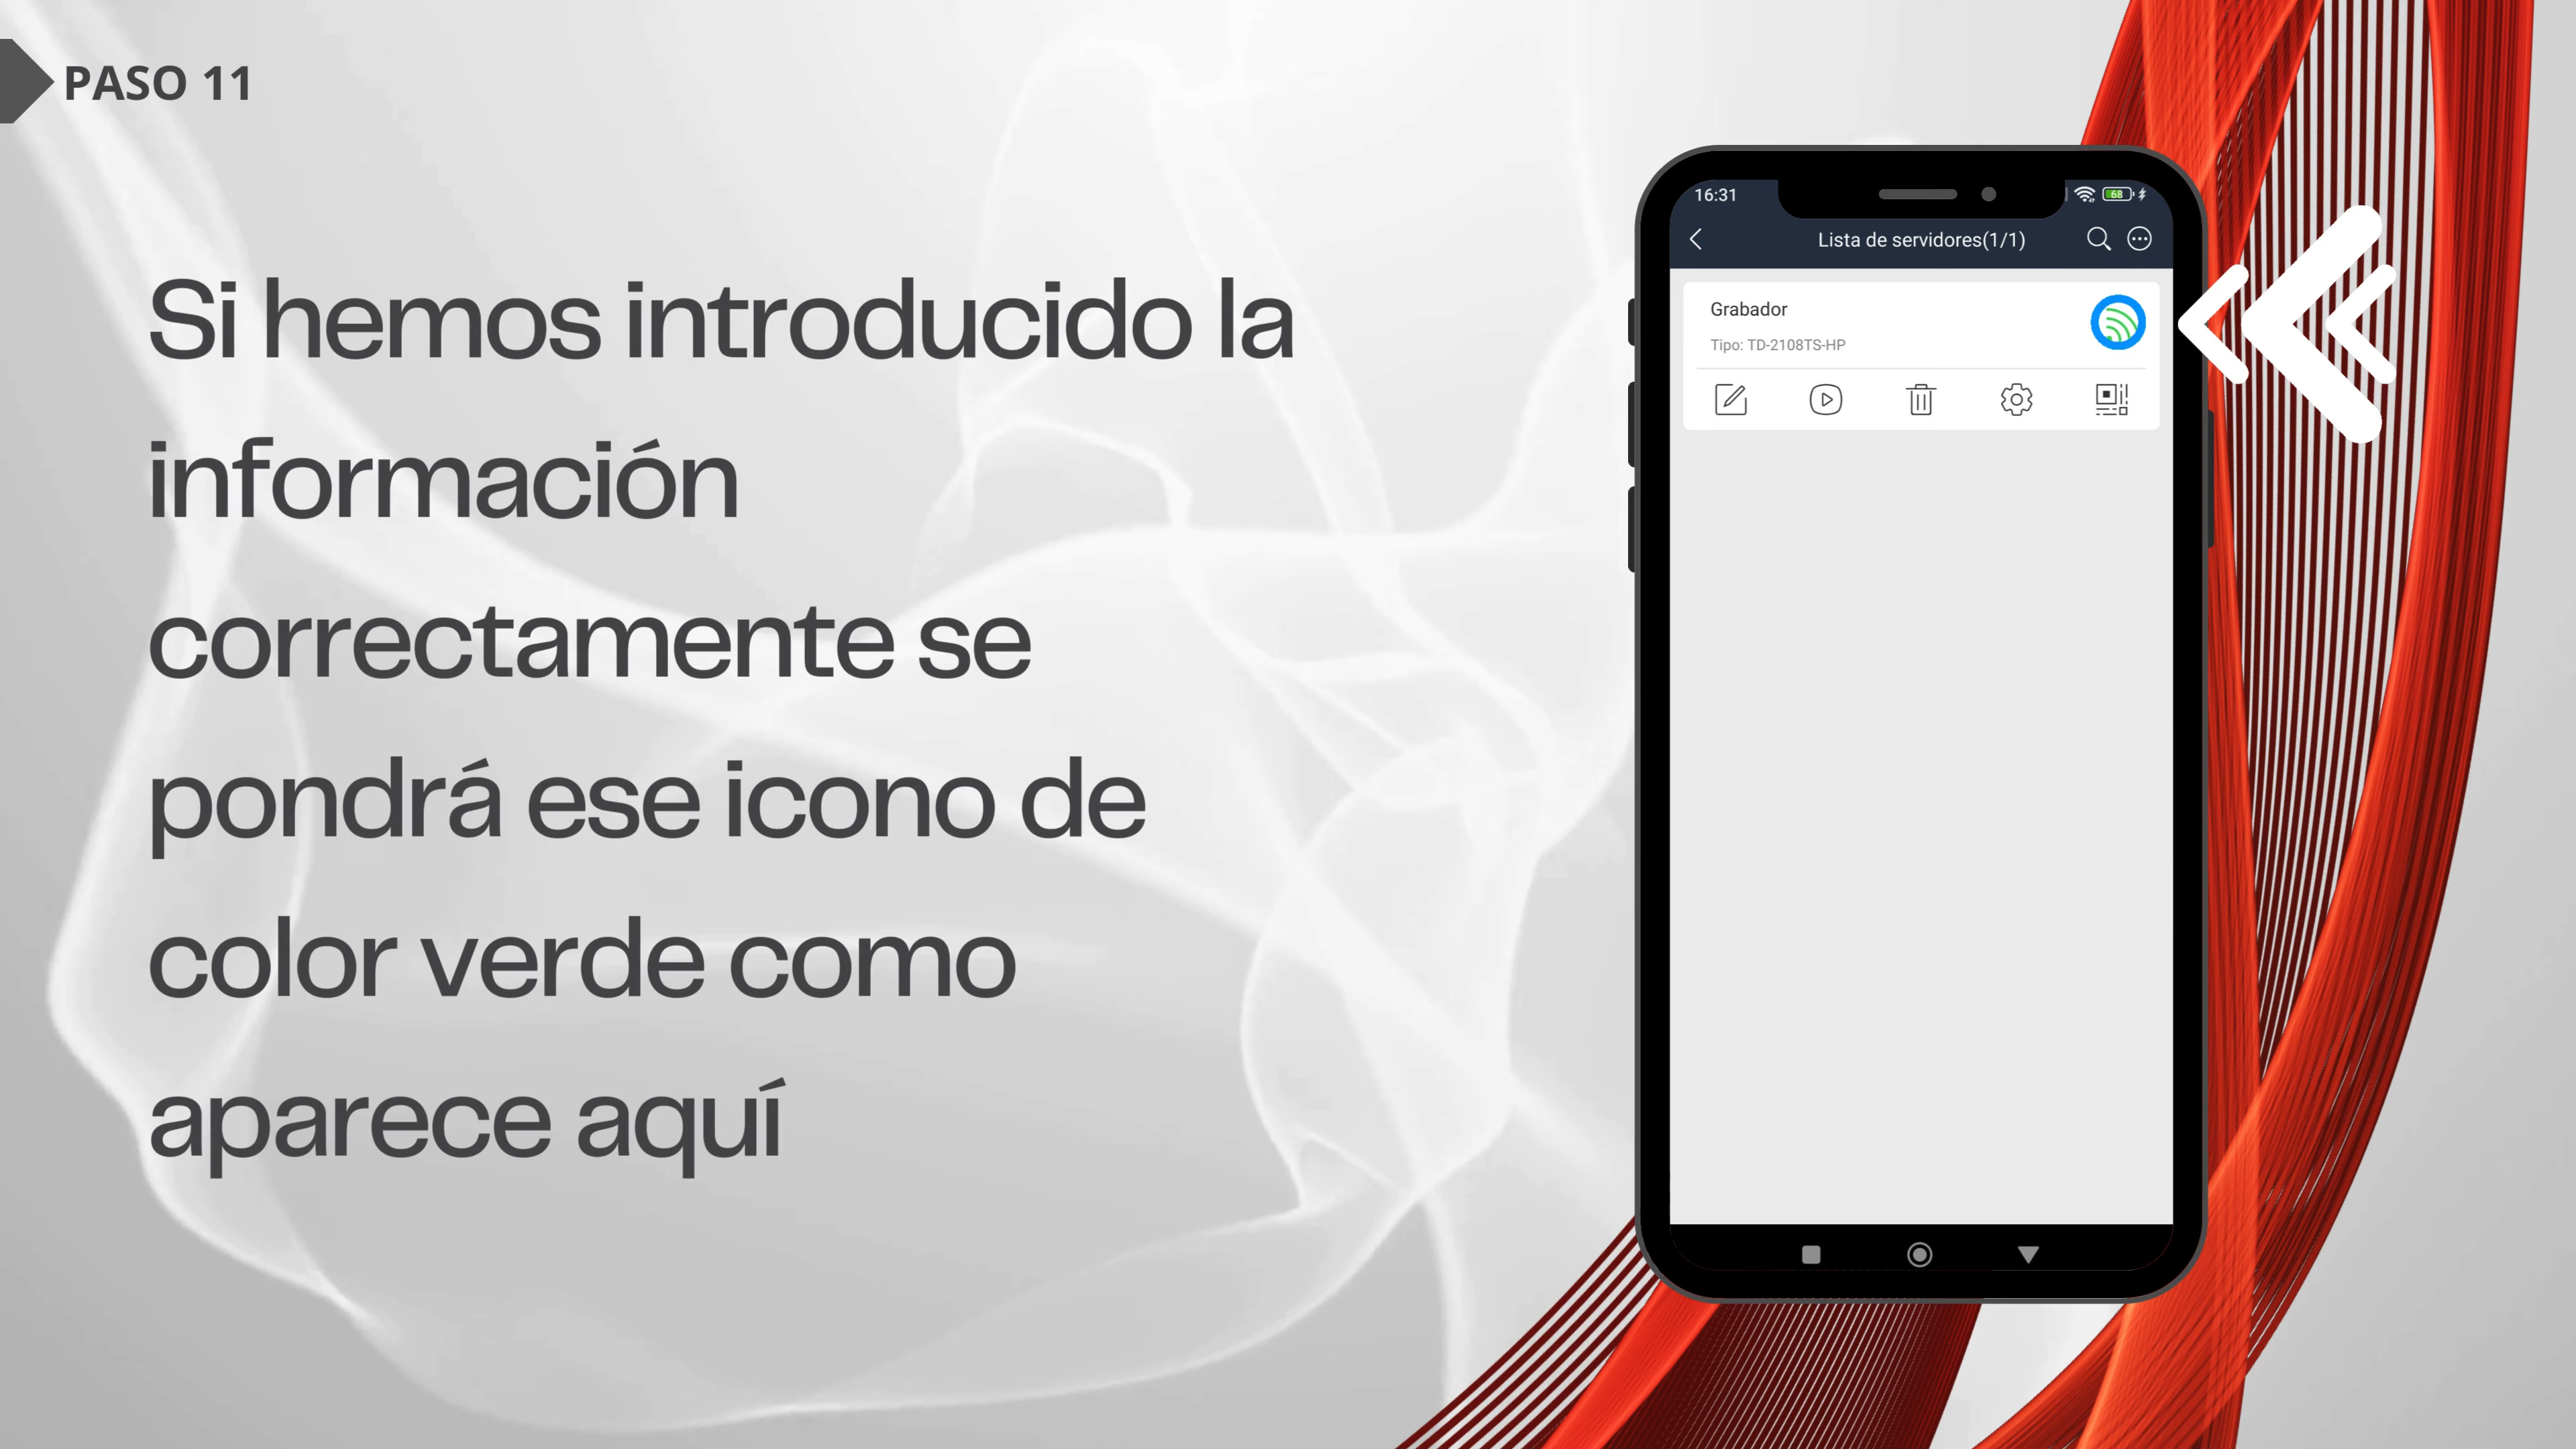 PASO 11
Si hemos introducido la
información
correctamente se
pondrá ese icono de
color verde como
aparece aquí
16:31
68
Lista de servidores(1/1)
Grabador
Tipo: TD-2108TS-HP